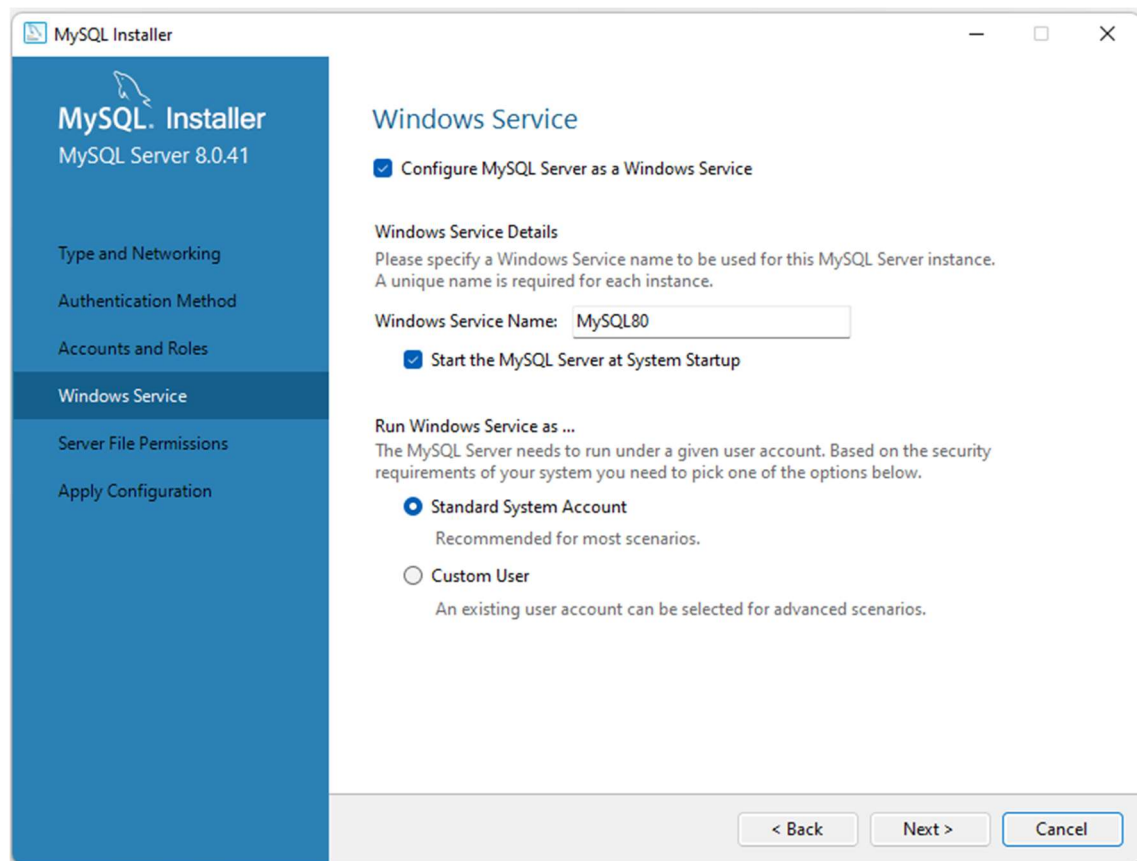 MySQL Installer
MySQL. Installer
MySQL Server 8.0.41
Type and Networking
Authentication Method
Accounts and Roles
Windows Service
Server File Permissions
Apply Configuration
Windows Service
Configure MySQL Server as a Windows Service
Windows Service Details
Please specify a Windows Service name to be used for this MySQL Server instance.
A unique name is required for each instance.
Windows Service Name: MySQL80
Start the MySQL Server at System Startup
Run Windows Service as ...
The MySQL Server needs to run under a given user account. Based on the security
requirements of your system you need to pick one of the options below.
Standard System Account
Recommended for most scenarios.
Custom User
An existing user account can be selected for advanced scenarios.
< Back Next > Cancel